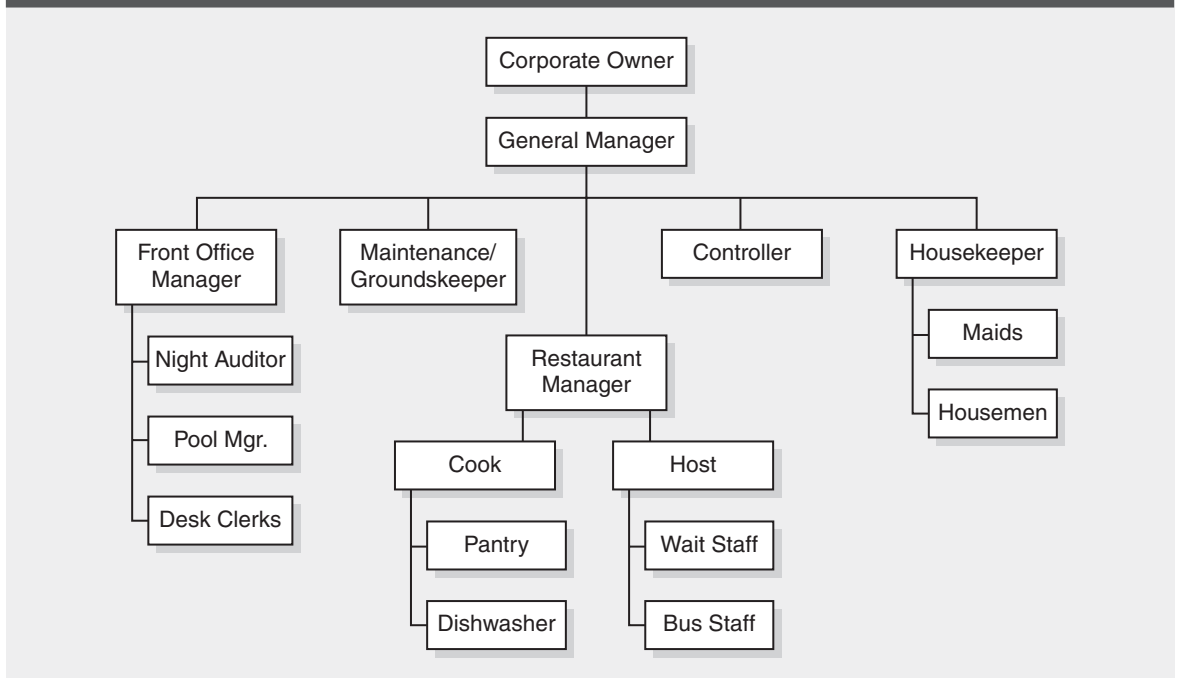 Corporate Owner
General Manager
Front Office
Manager
Maintenance/
Groundskeeper
Controller
Housekeeper
Night Auditor
Pool Mgr.
Desk Clerks
Restaurant
Manager
Maids
Housemen
Cook
Host
Pantry
Dishwasher
Wait Staff
Bus Staff